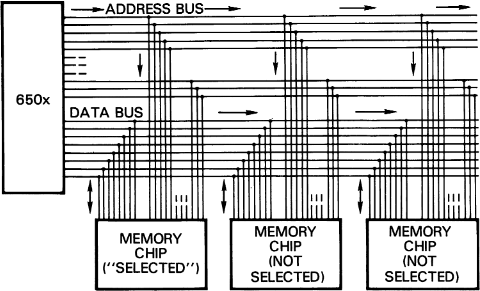 ADDRESS BUS
650x
DATA BUS
MEMORY
CHIP
("SELECTED")
MEMORY
CHIP
(NOT
SELECTED)
MEMORY
CHIP
(NOT
SELECTED)